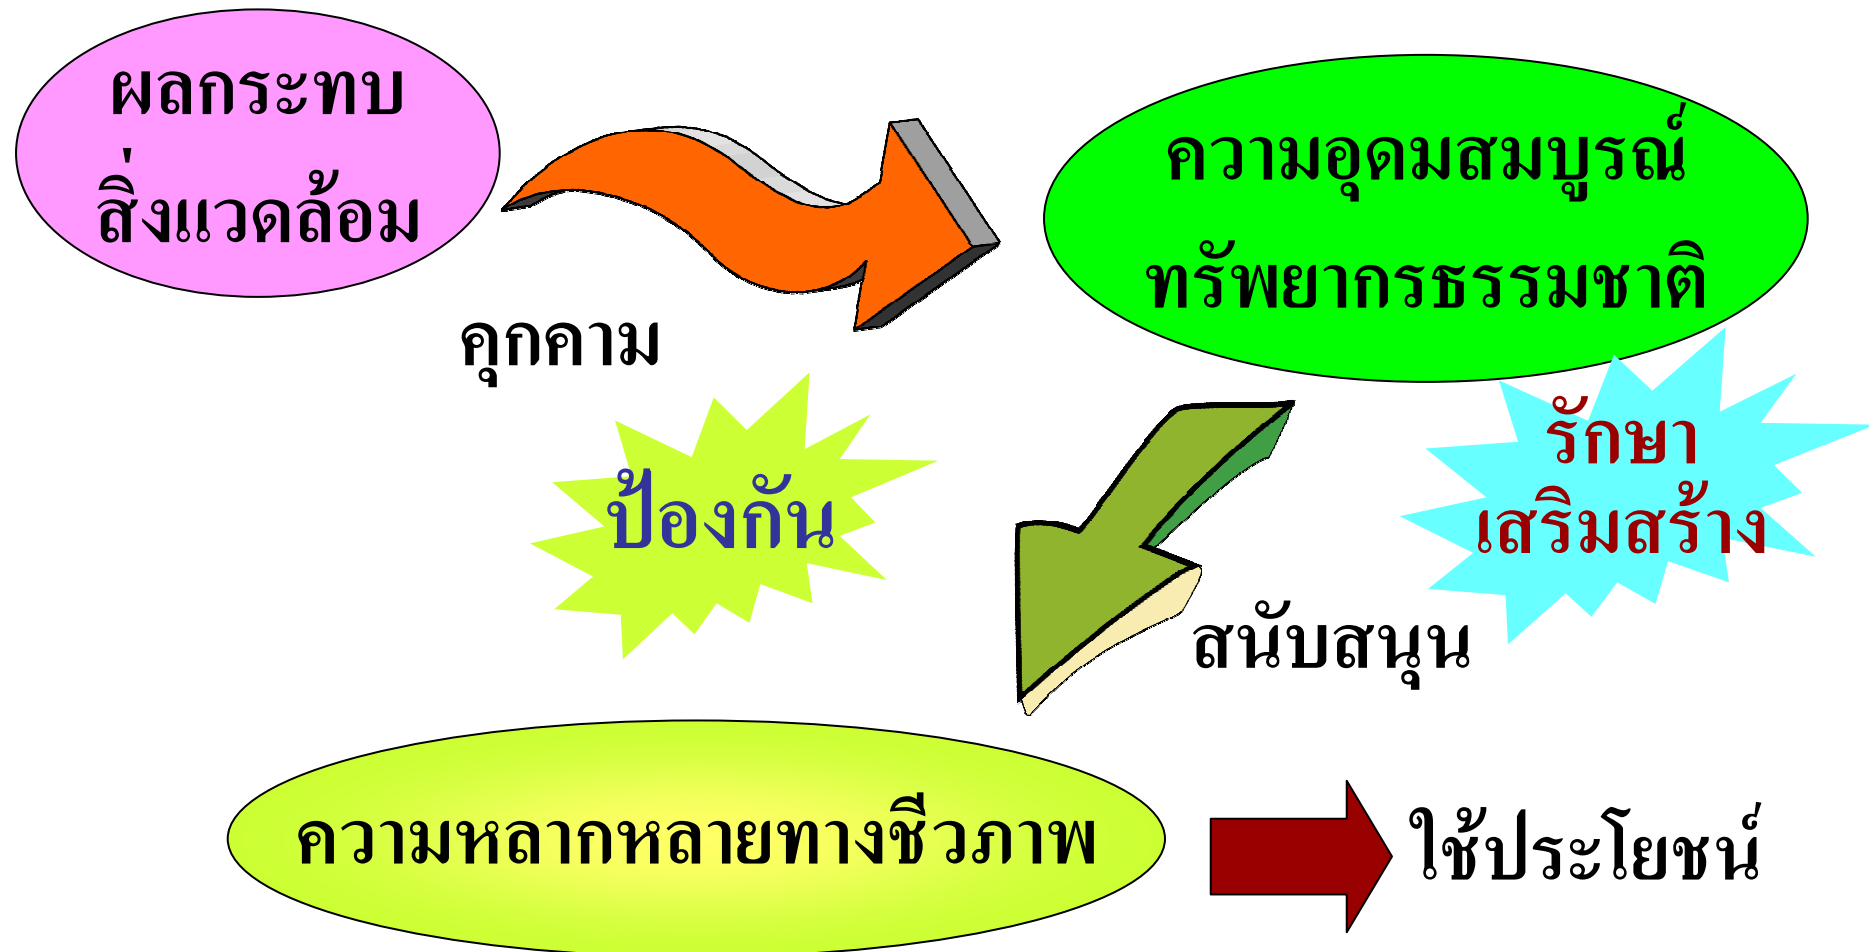 ผลกระทบ
สิ่งแวดล้อม
ความอุดมสมบูรณ์
ทรัพยากรธรรมชาติ
คุกคาม
ป้องกัน
รักษา
เสริมสร้าง
สนับสนุน
ความหลากหลายทางชีวภาพ
ใช้ประโยชน์